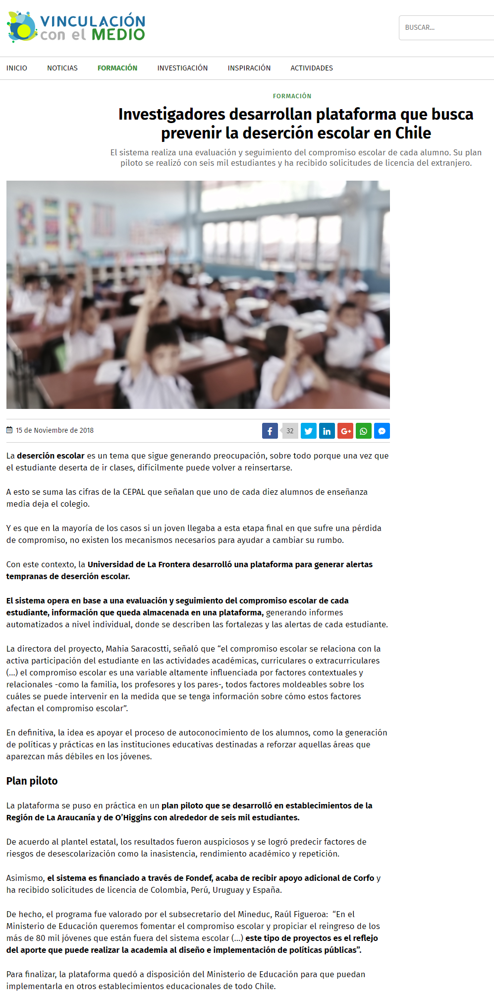 VINCULACIÓN
con el MEDIO
BUSCAR...
INICIO NOTICIAS FORMACIÓN INVESTIGACIÓN INSPIRACIÓN ACTIVIDADES
FORMACIÓN
Investigadores desarrollan plataforma que busca
prevenir la deserción escolar en Chile
El sistema realiza una evaluación y seguimiento del compromiso escolar de cada alumno. Su plan
piloto se realizó con seis mil estudiantes y ha recibido solicitudes de licencia del extranjero.
15 de Noviembre de 2018
32
La deserción escolar es un tema que sigue generando preocupación, sobre todo porque una vez que
el estudiante deserta de ir clases, difícilmente puede volver a reinsertarse.
A esto se suma las cifras de la CEPAL que señalan que uno de cada diez alumnos de enseñanza
media deja el colegio.
Y es que en la mayoría de los casos si un joven llegaba a esta etapa final en que sufre una pérdida
de compromiso, no existen los mecanismos necesarios para ayudar a cambiar su rumbo.
Con este contexto, la Universidad de La Frontera desarrolló una plataforma para generar alertas
tempranas de deserción escolar.
El sistema opera en base a una evaluación y seguimiento del compromiso escolar de cada
estudiante, información que queda almacenada en una plataforma, generando informes
automatizados a nivel individual, donde se describen las fortalezas y las alertas de cada estudiante.
La directora del proyecto, Mahia Saracostti, señaló que “el compromiso escolar se relaciona con la
activa participación del estudiante en las actividades académicas, curriculares o extracurriculares
(...) el compromiso escolar es una variable altamente influenciada por factores contextuales y
relacionales -como la familia, los profesores y los pares-, todos factores moldeables sobre los
cuáles se puede intervenir en la medida que se tenga información sobre cómo estos factores
afectan el compromiso escolar”.
En definitiva, la idea es apoyar el proceso de autoconocimiento de los alumnos, como la generación
de políticas y prácticas en las instituciones educativas destinadas a reforzar aquellas áreas que
aparezcan más débiles en los jóvenes.
Plan piloto
La plataforma se puso en práctica en un plan piloto que se desarrolló en establecimientos de la
Región de La Araucanía y de O’Higgins con alrededor de seis mil estudiantes.
De acuerdo al plantel estatal, los resultados fueron auspiciosos y se logró predecir factores de
riesgos de desescolarización como la inasistencia, rendimiento académico y repetición.
Asimismo, el sistema es financiado a través de Fondef, acaba de recibir apoyo adicional de Corfo y
ha recibido solicitudes de licencia de Colombia, Perú, Uruguay y España.
De hecho, el programa fue valorado por el subsecretario del Mineduc, Raúl Figueroa: “En el
Ministerio de Educación queremos fomentar el compromiso escolar y propiciar el reingreso de los
más de 80 mil jóvenes que están fuera del sistema escolar (...) este tipo de proyectos es el reflejo
del aporte que puede realizar la academia al diseño e implementación de políticas públicas”.
Para finalizar, la plataforma quedó a disposición del Ministerio de Educación para que puedan
implementarla en otros establecimientos educacionales de todo Chile.